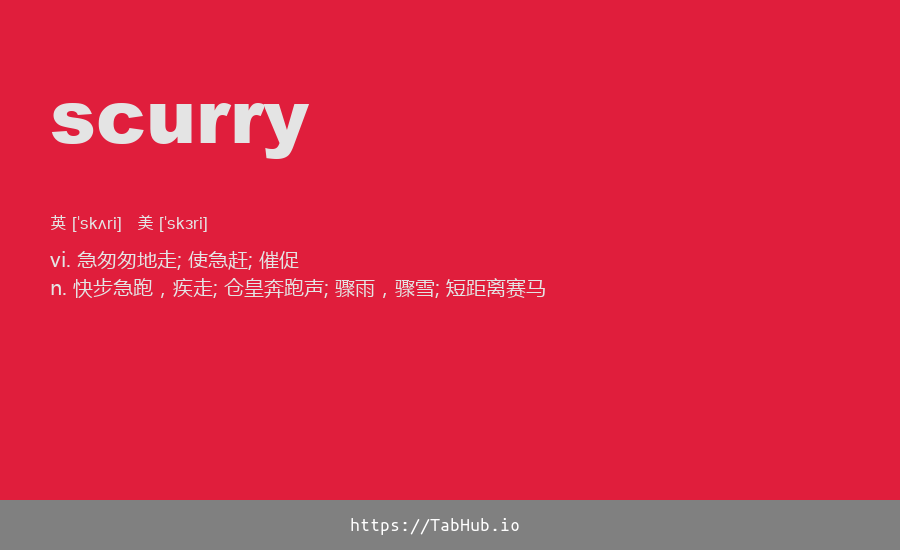 scurry
英 [ˈskʌri] 美 [ˈskɜri]
vi. 急匆匆地走; 使急赶; 催促
n. 快步急跑，疾走; 仓皇奔跑声; 骤雨，骤雪; 短距离赛马
https://TabHub.io